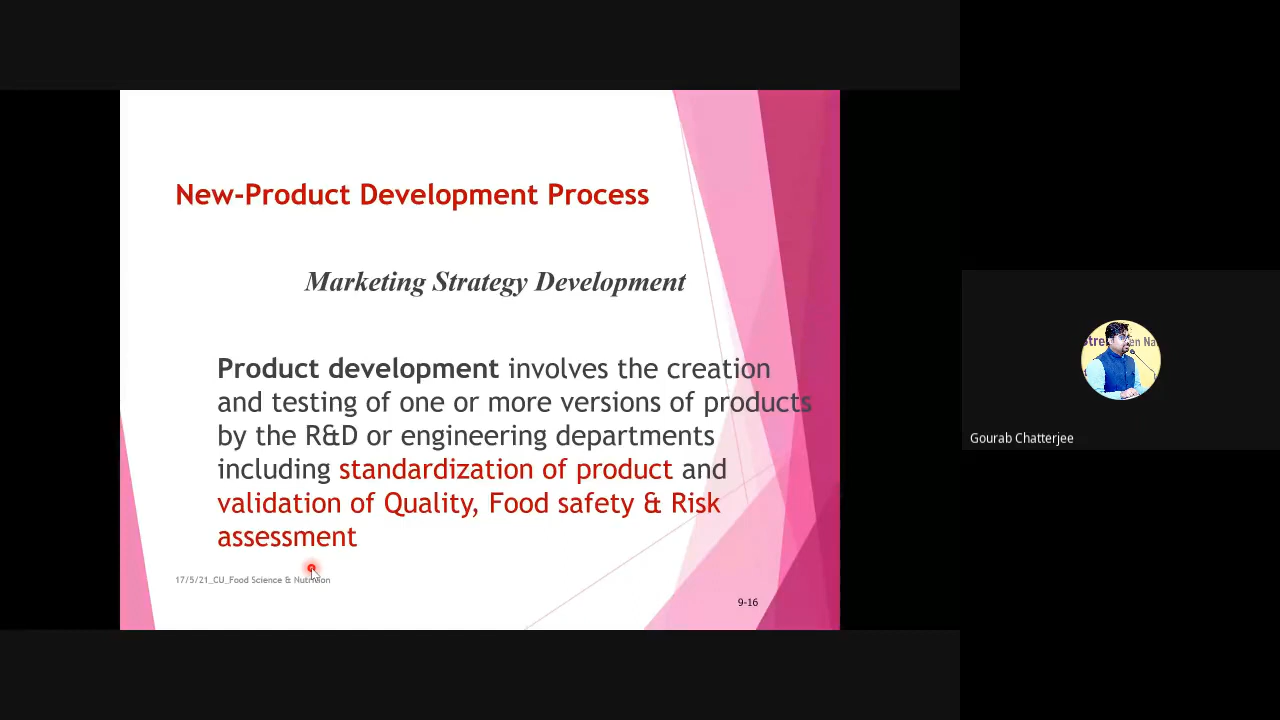 New-Product Development Process
Marketing Strategy Development
Product development involves the creation
and testing of one or more versions of products
by the R&D or engineering departments
including standardization of product and
validation of Quality, Food safety & Risk
assessment
17/5/21_CU_Food Science & Nutrition
9-16
Gourab Chatterjee